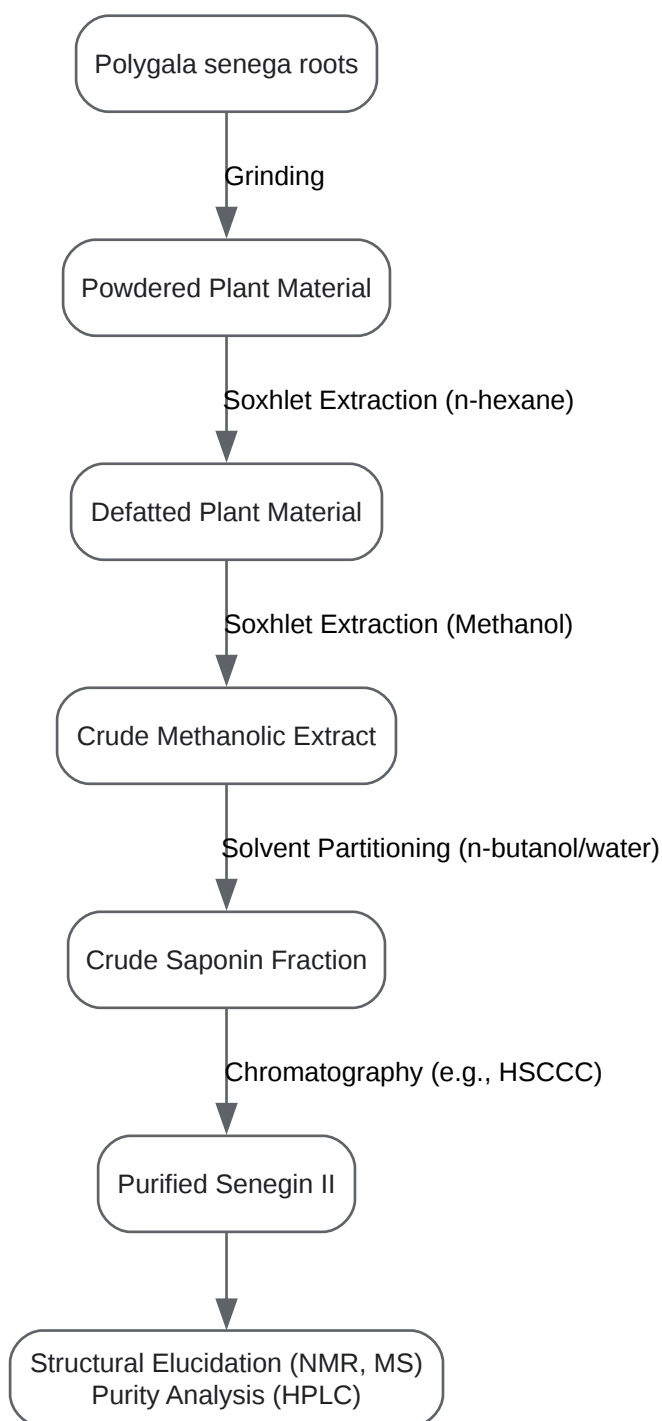 Polygala senega roots
Grinding
Powdered Plant Material
Soxhlet Extraction (n-hexane)
Defatted Plant Material
Soxhlet Extraction (Methanol)
Crude Methanolic Extract
Solvent Partitioning (n-butanol/water)
Crude Saponin Fraction
Chromatography (e.g., HSCCC)
Purified Senegin II
Structural Elucidation (NMR, MS)
Purity Analysis (HPLC)